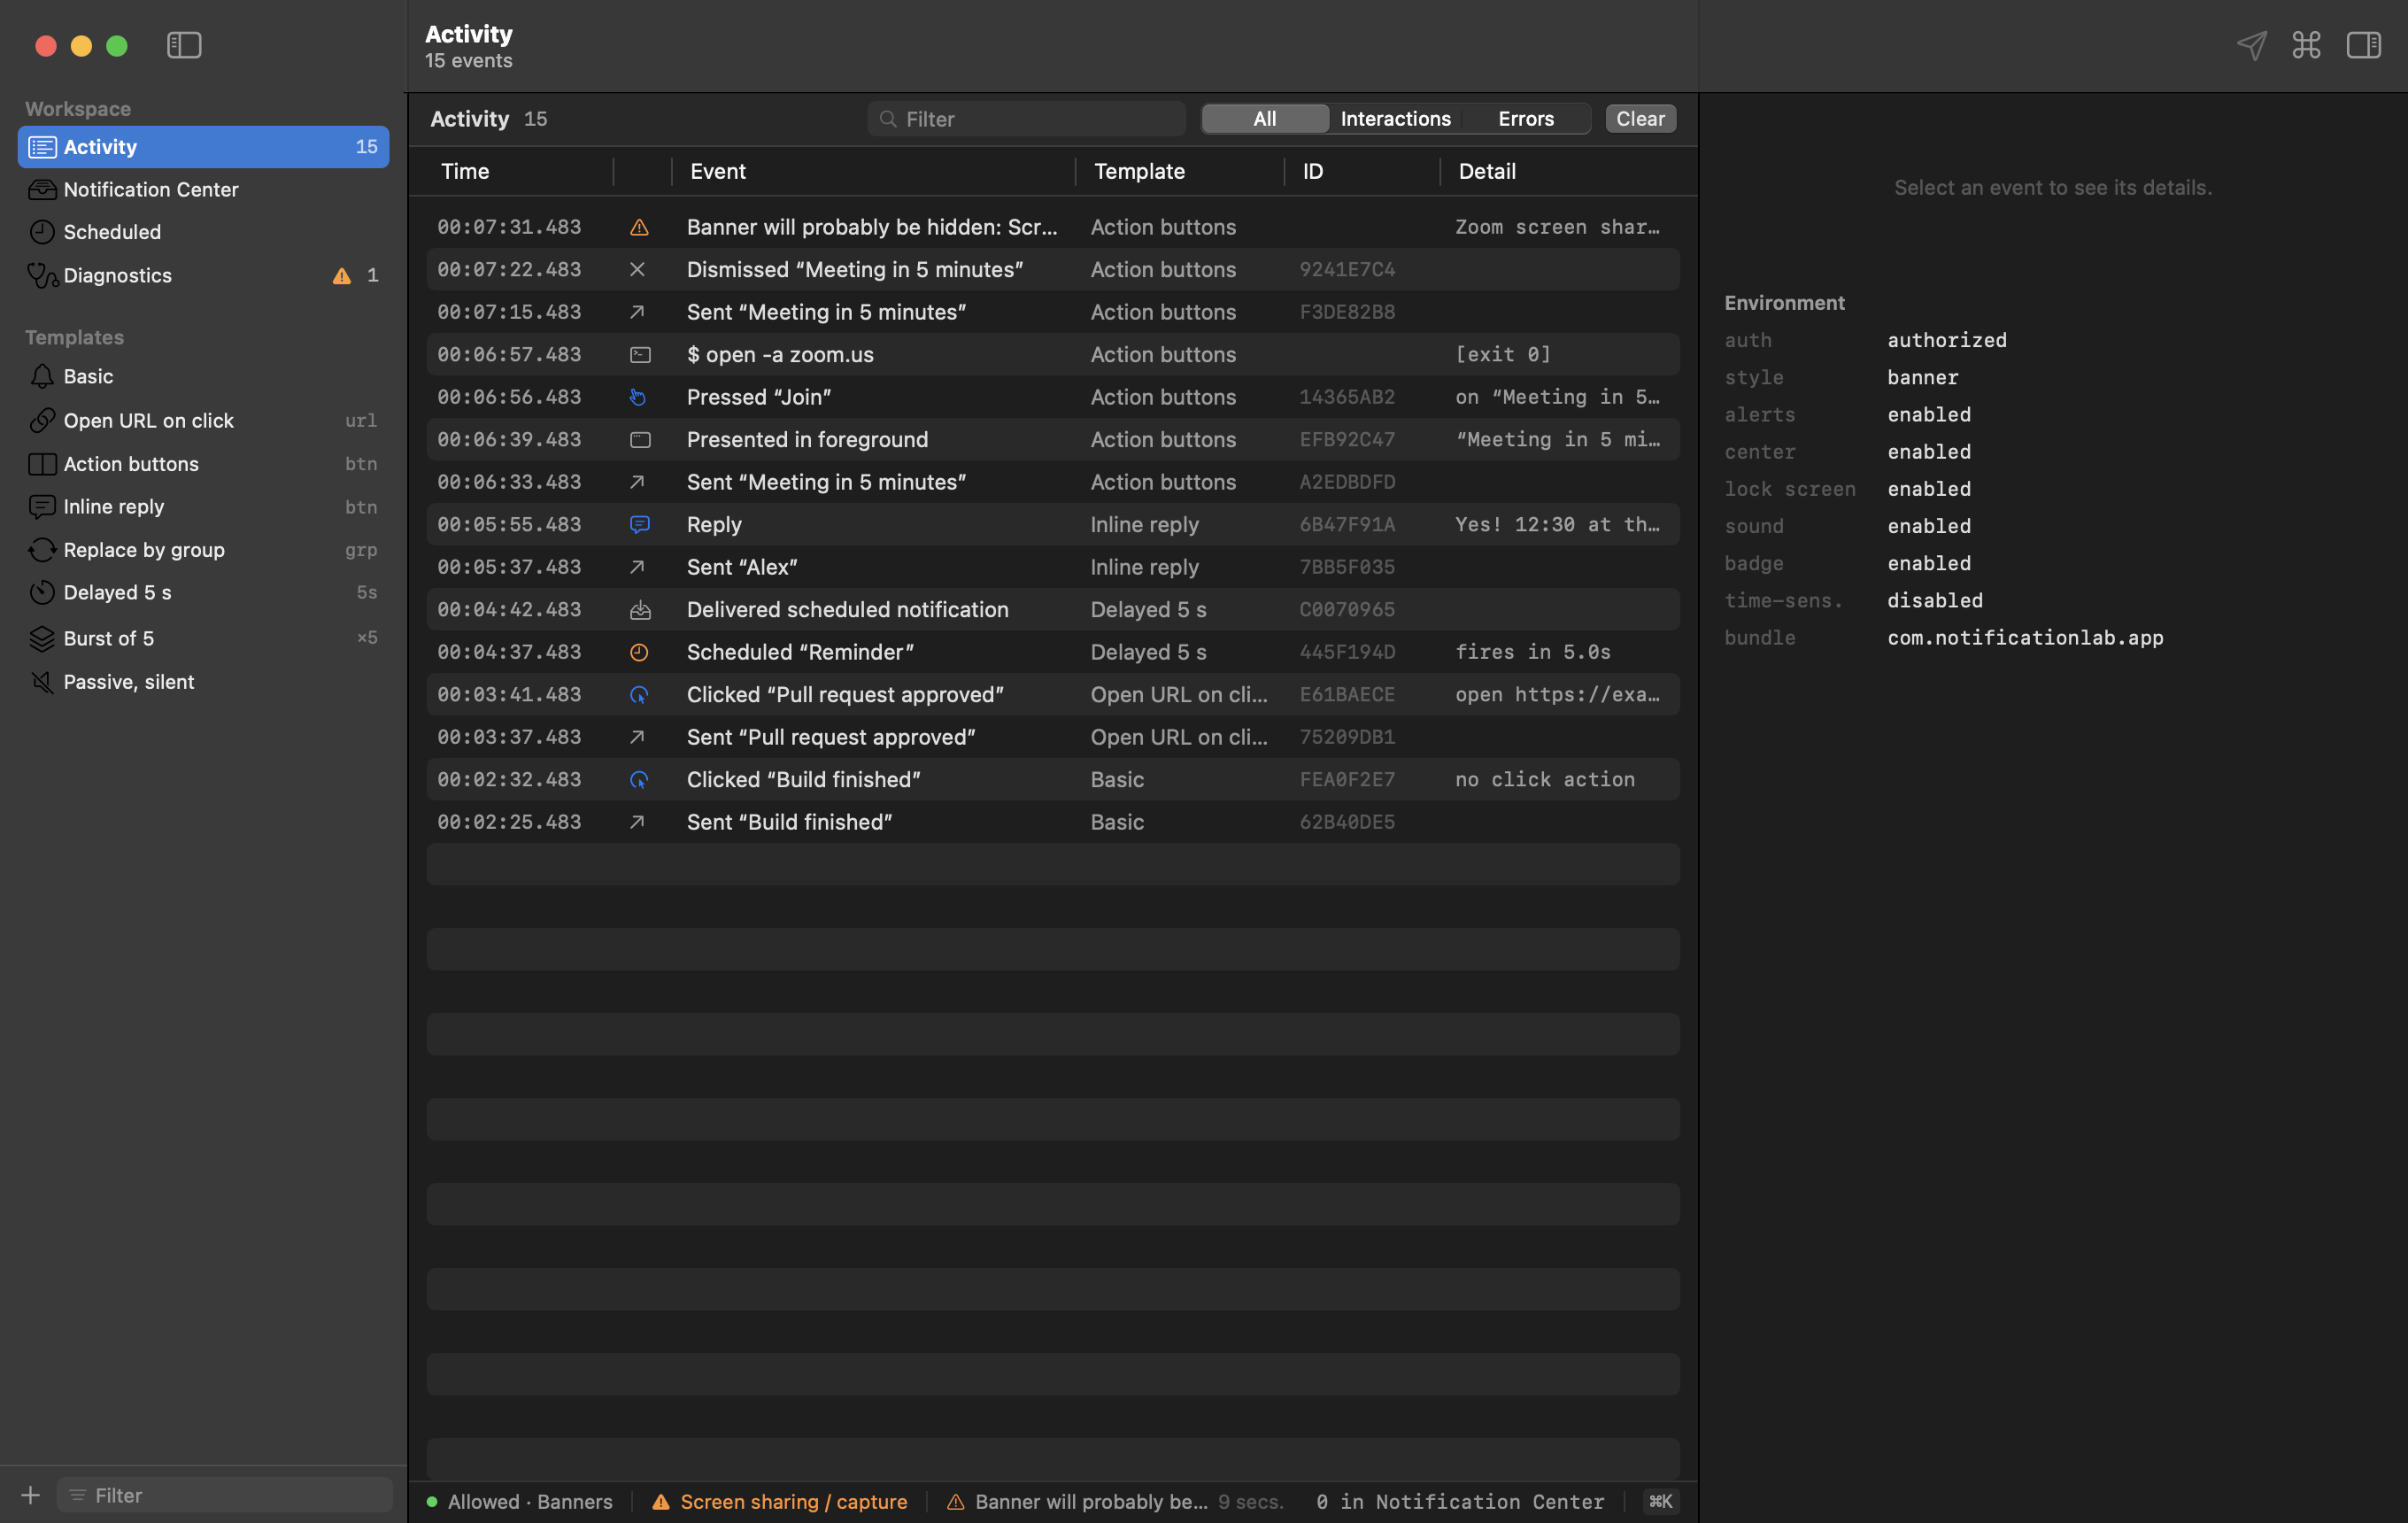 Activity
15 events
Workspace
Activity 15
Notification Center
Scheduled
Diagnostics 1
Templates
Basic
Open URL on click url
Action buttons btn
Inline reply btn
Replace by group grp
Delayed 5 s 5s
Burst of 5 ×5
Passive, silent
Filter
Activity 15 Filter All Interactions Errors Clear
Time Event Template ID Detail
00:07:31.483 Banner will probably be hidden: Scr... Action buttons Zoom screen shar...
00:07:22.483 Dismissed “Meeting in 5 minutes” Action buttons 9241E7C4
00:07:15.483 Sent “Meeting in 5 minutes” Action buttons F3DE82B8
00:06:57.483 $ open -a zoom.us Action buttons [exit 0]
00:06:56.483 Pressed “Join” Action buttons 14365AB2 on “Meeting in 5...
00:06:39.483 Presented in foreground Action buttons EFB92C47 “Meeting in 5 mi...
00:06:33.483 Sent “Meeting in 5 minutes” Action buttons A2EDBDFD
00:05:55.483 Reply Inline reply 6B47F91A Yes! 12:30 at th...
00:05:37.483 Sent “Alex” Inline reply 7BB5F035
00:04:42.483 Delivered scheduled notification Delayed 5 s C0070965
00:04:37.483 Scheduled “Reminder” Delayed 5 s 445F194D fires in 5.0s
00:03:41.483 Clicked “Pull request approved” Open URL on cli... E61BAECE open https://exa...
00:03:37.483 Sent “Pull request approved” Open URL on cli... 75209DB1
00:02:32.483 Clicked “Build finished” Basic FEA0F2E7 no click action
00:02:25.483 Sent “Build finished” Basic 62B40DE5
Allowed · Banners Screen sharing / capture Banner will probably be... 9 secs. 0 in Notification Center ⌘K
Select an event to see its details.
Environment
auth authorized
style banner
alerts enabled
center enabled
lock screen enabled
sound enabled
badge enabled
time-sens. disabled
bundle com.notificationlab.app